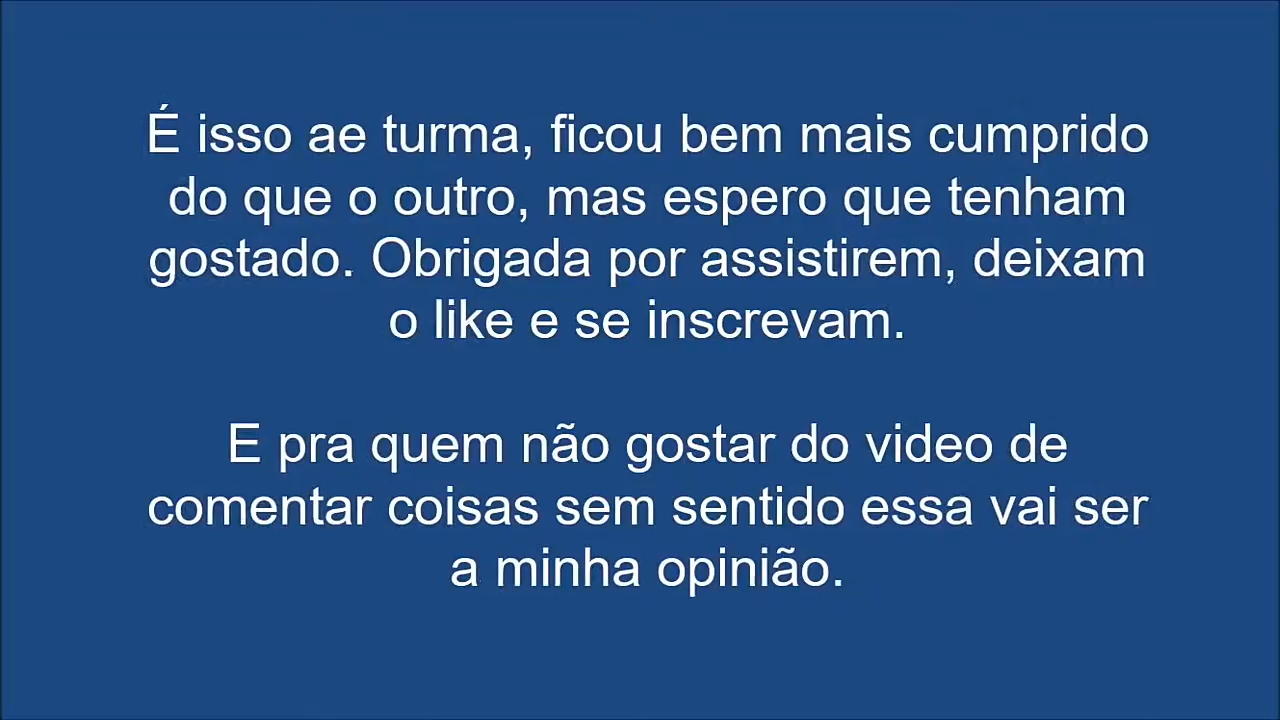 É isso ae turma, ficou bem mais cumprido
do que o outro, mas espero que tenham
gostado. Obrigada por assistirem, deixam
o like e se inscrevam.
E pra quem não gostar do video de
comentar coisas sem sentido essa vai ser
a minha opinião.